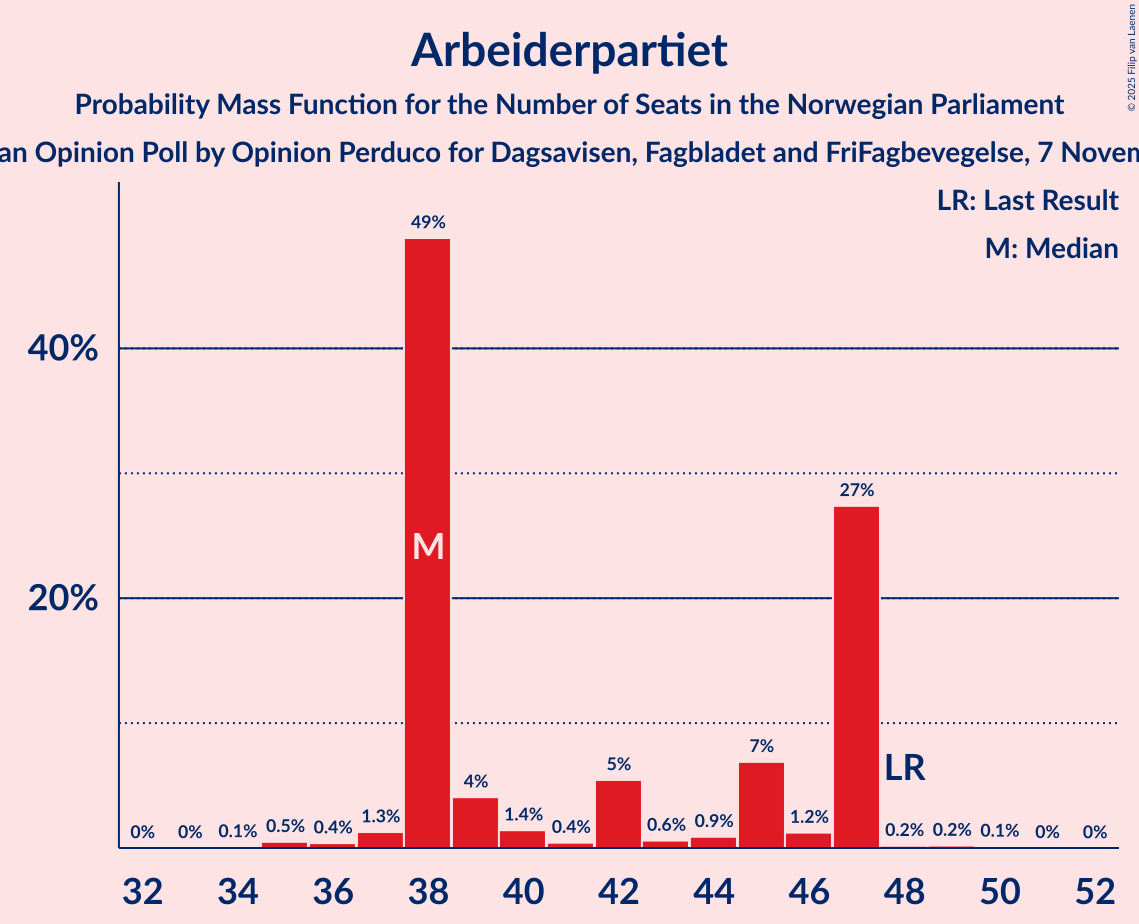 Arbeiderpartiet
Probability Mass Function for the Number of Seats in the Norwegian Parliament
an Opinion Poll by Opinion Perduco for Dagsavisen, Fagbladet and FriFagbevegelse, 7 Novem
© 2025 Filip van Laenen
LR: Last Result
M: Median
49%
40%
27%
M
20%
LR
0% 0% 0.1% 0.5% 0.4% 1.3% 4% 1.4% 0.4% 5% 0.6% 0.9% 7% 1.2% 0.2% 0.2% 0.1% 0% 0%
32 34 36 38 40 42 44 46 48 50 52